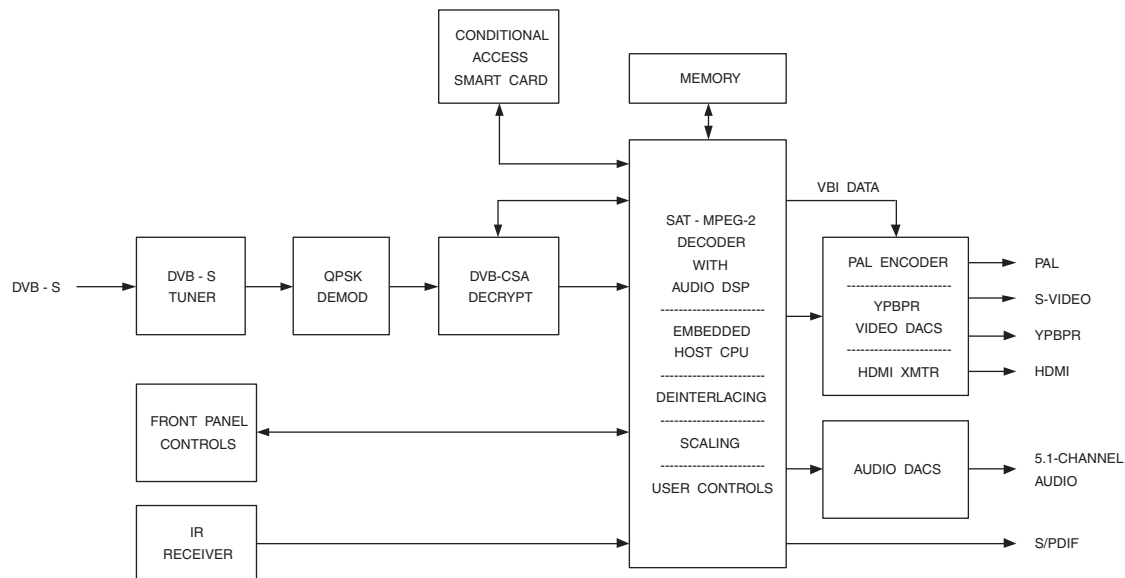 CONDITIONAL
ACCESS
SMART CARD
MEMORY
VBI DATA
SAT - MPEG-2
DECODER
WITH
AUDIO DSP
------------------------
EMBEDDED
HOST CPU
------------------------
DEINTERLACING
------------------------
SCALING
------------------------
USER CONTROLS
DVB - S
DVB - S
TUNER
QPSK
DEMOD
DVB-CSA
DECRYPT
PAL ENCODER
------------------------
YPBPR
VIDEO DACS
------------------------
HDMI XMTR
PAL
S-VIDEO
YPBPR
HDMI
FRONT PANEL
CONTROLS
AUDIO DACS
5.1-CHANNEL
AUDIO
IR
RECEIVER
S/PDIF